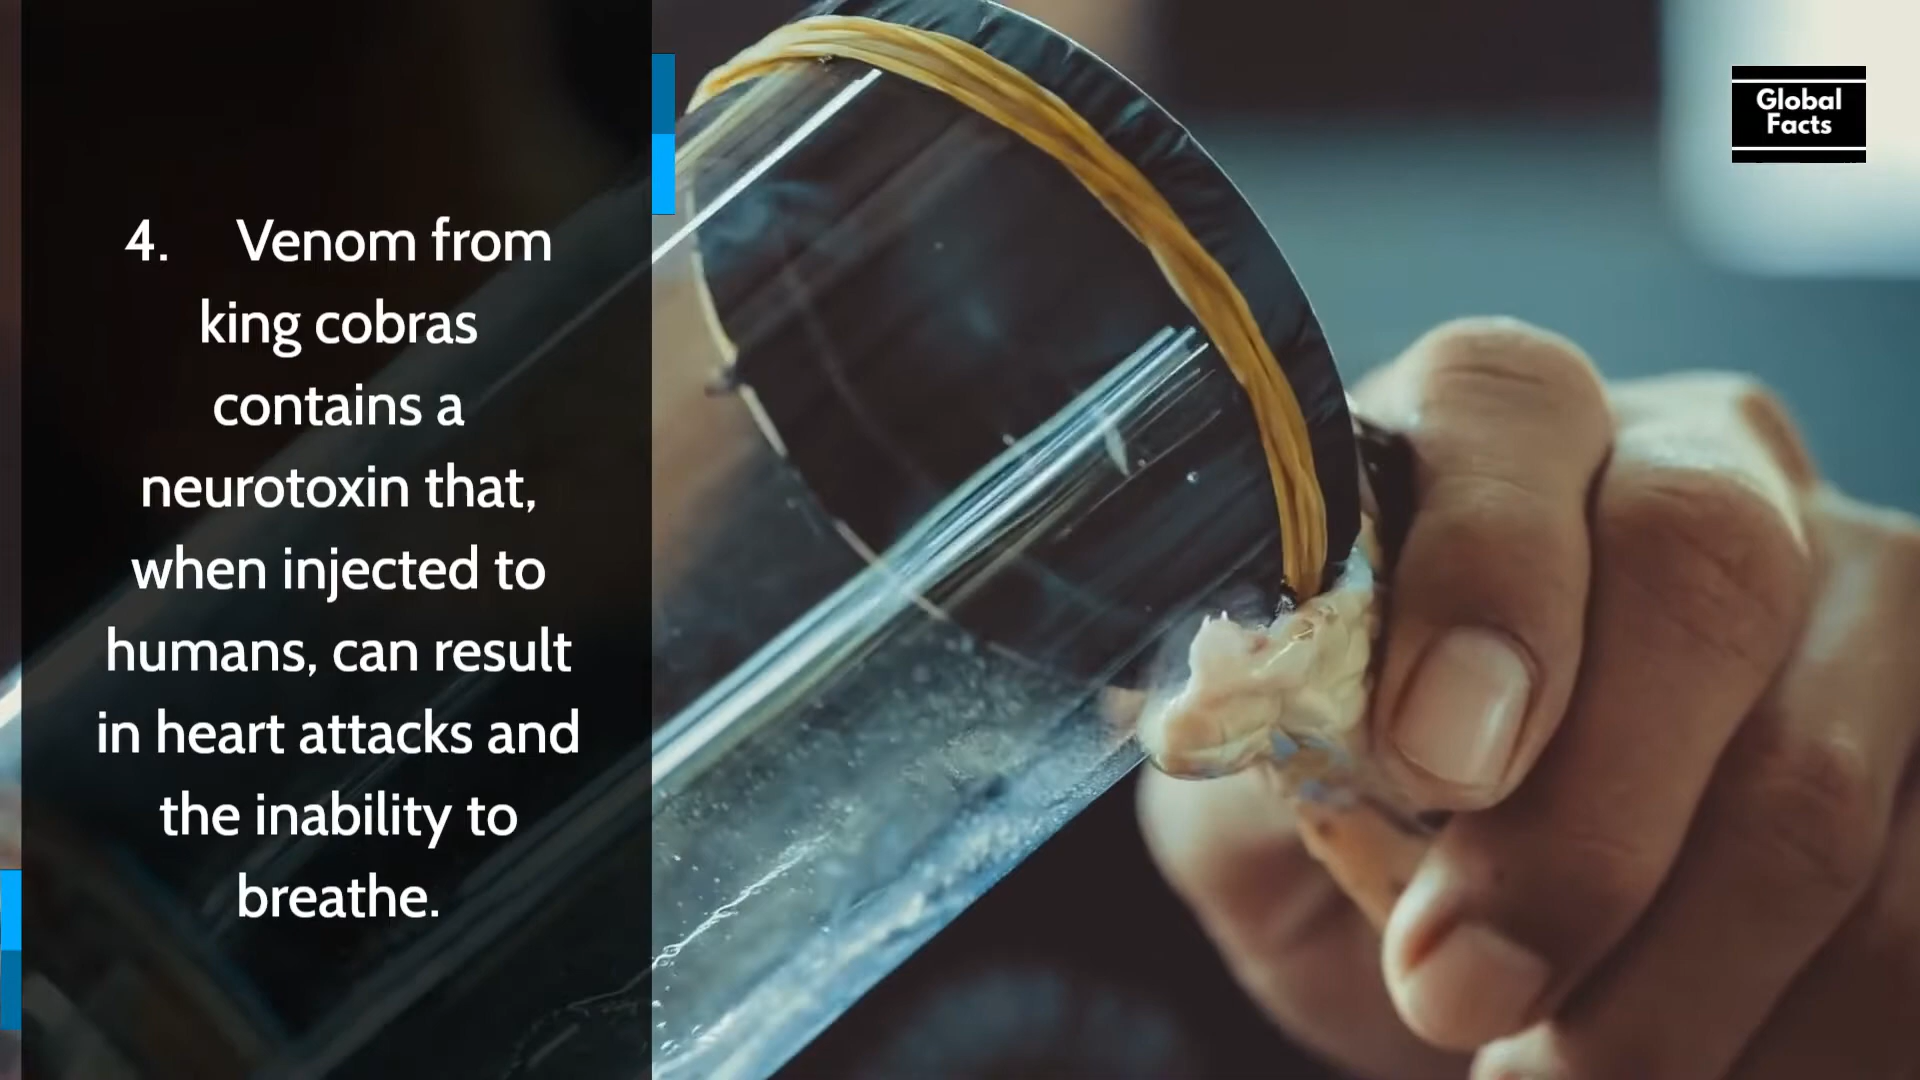 4. Venom from
king cobras
contains a
neurotoxin that,
when injected to
humans, can result
in heart attacks and
the inability to
breathe.
Global
Facts